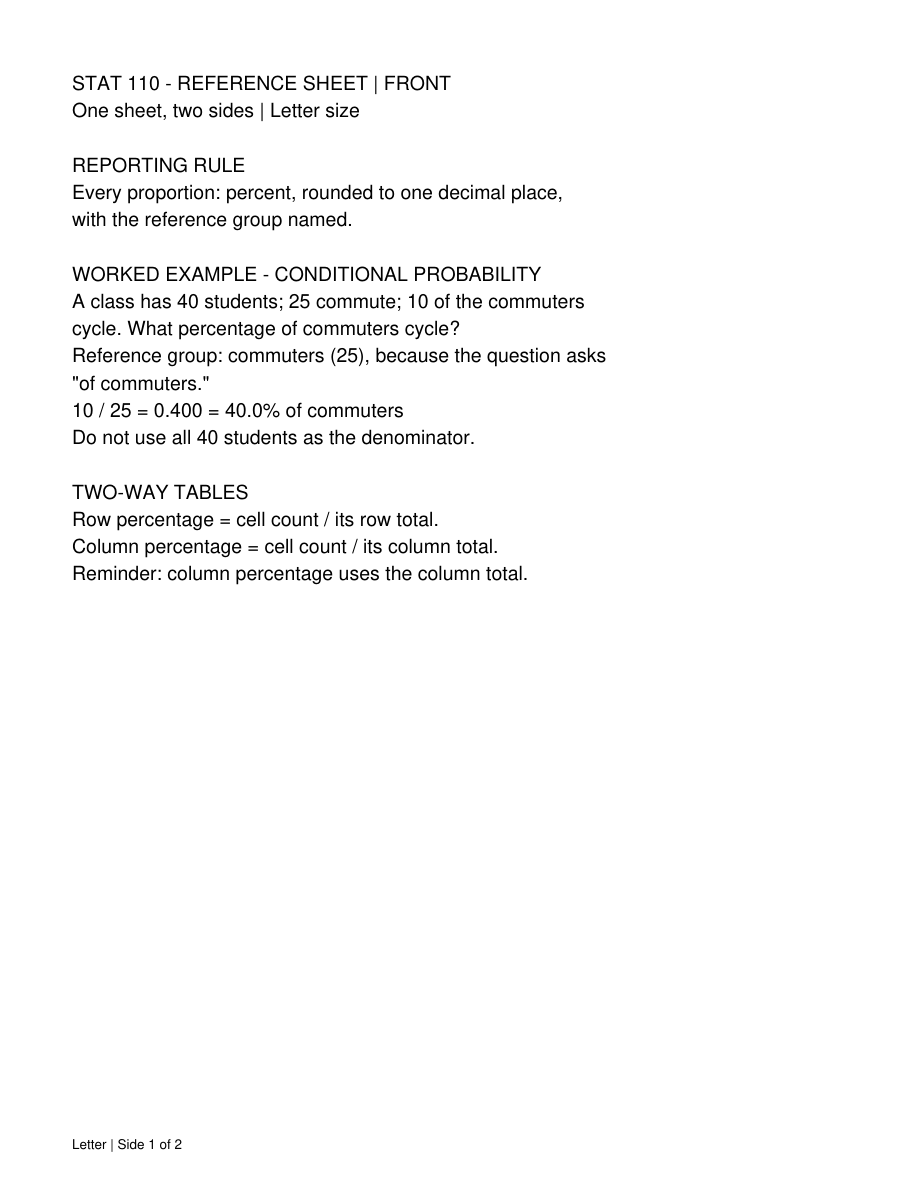 STAT 110 - REFERENCE SHEET | FRONT
One sheet, two sides | Letter size
REPORTING RULE
Every proportion: percent, rounded to one decimal place,
with the reference group named.
WORKED EXAMPLE - CONDITIONAL PROBABILITY
A class has 40 students; 25 commute; 10 of the commuters
cycle. What percentage of commuters cycle?
Reference group: commuters (25), because the question asks
"of commuters."
10 / 25 = 0.400 = 40.0% of commuters
Do not use all 40 students as the denominator.
TWO-WAY TABLES
Row percentage = cell count / its row total.
Column percentage = cell count / its column total.
Reminder: column percentage uses the column total.
Letter | Side 1 of 2